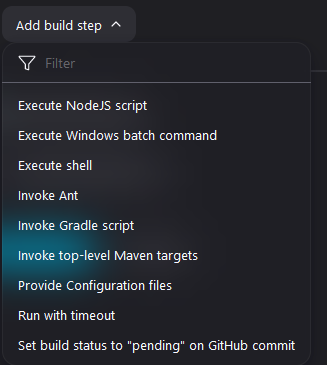 Add build step
Filter
Execute NodeJS script
Execute Windows batch command
Execute shell
Invoke Ant
Invoke Gradle script
Invoke top-level Maven targets
Provide Configuration files
Run with timeout
Set build status to "pending" on GitHub commit